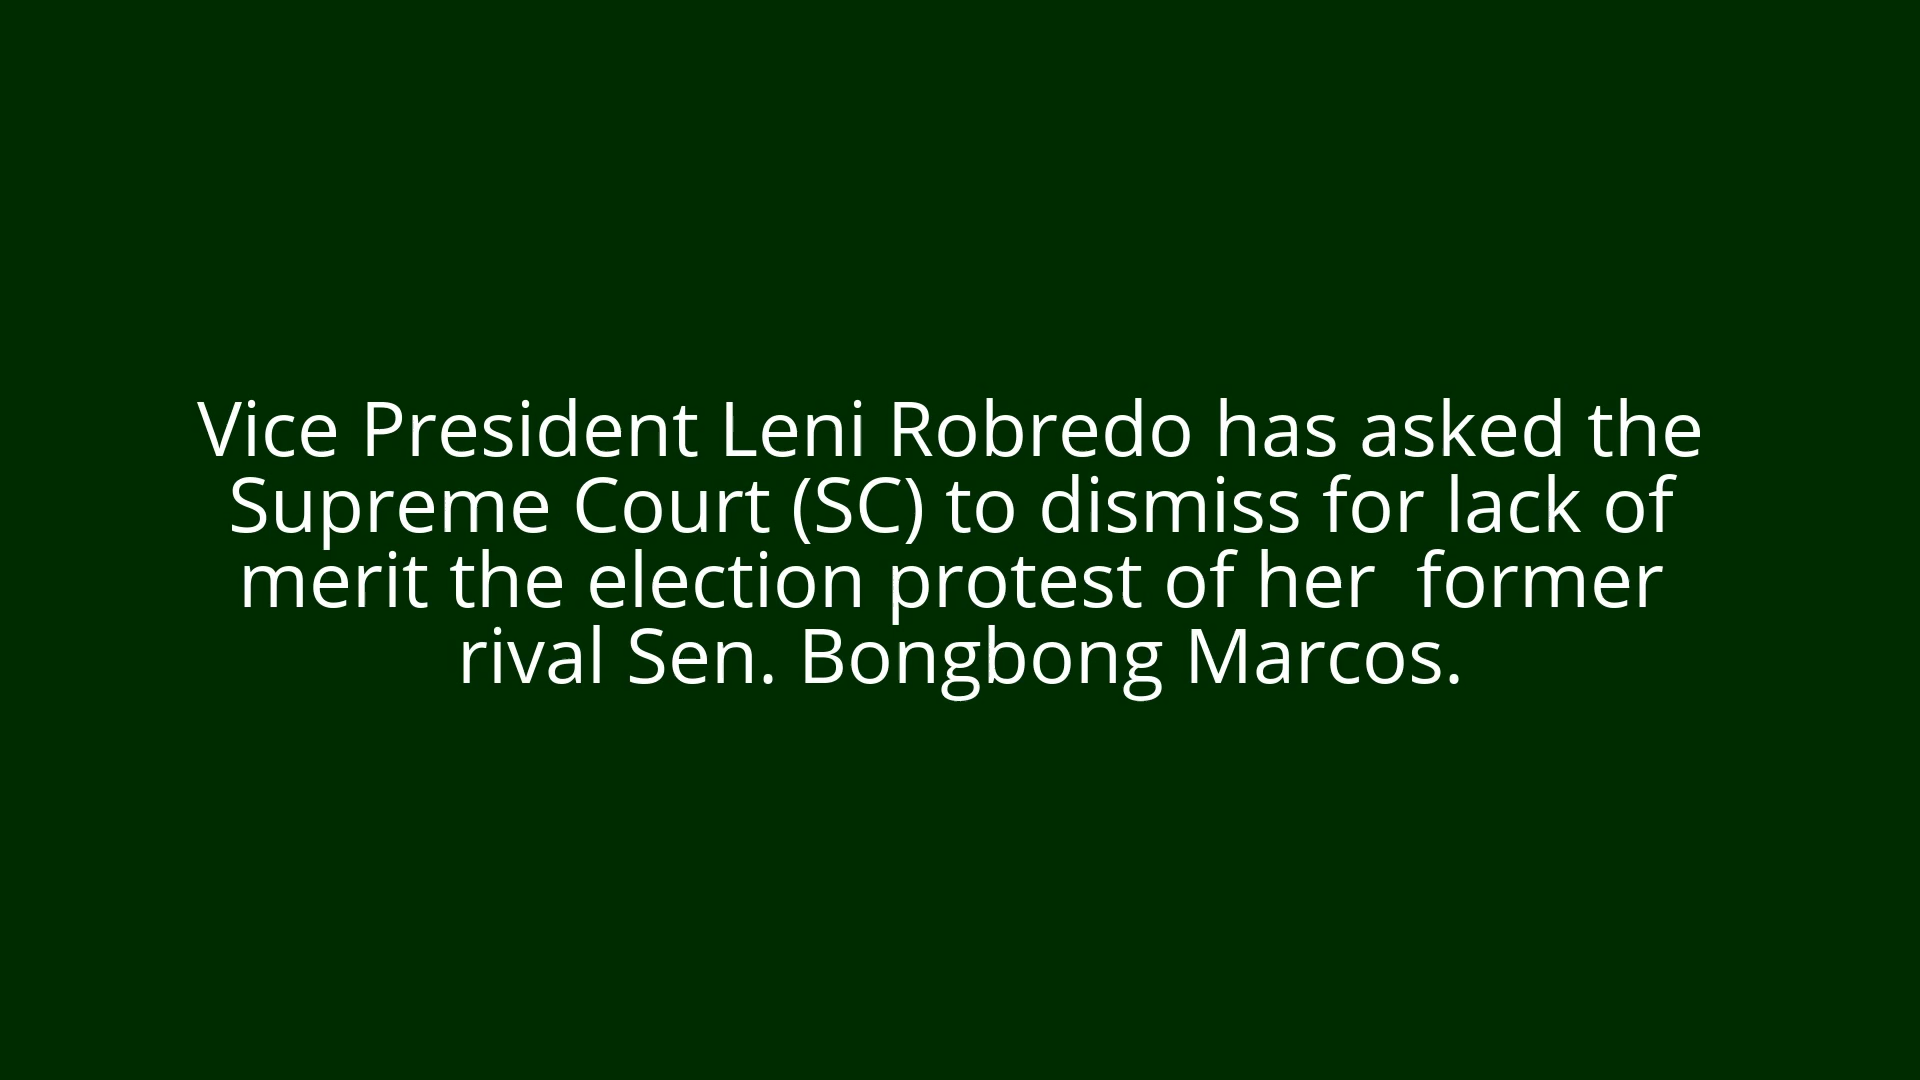 Vice President Leni Robredo has asked the
Supreme Court (SC) to dismiss for lack of
merit the election protest of her  former
rival Sen. Bongbong Marcos.